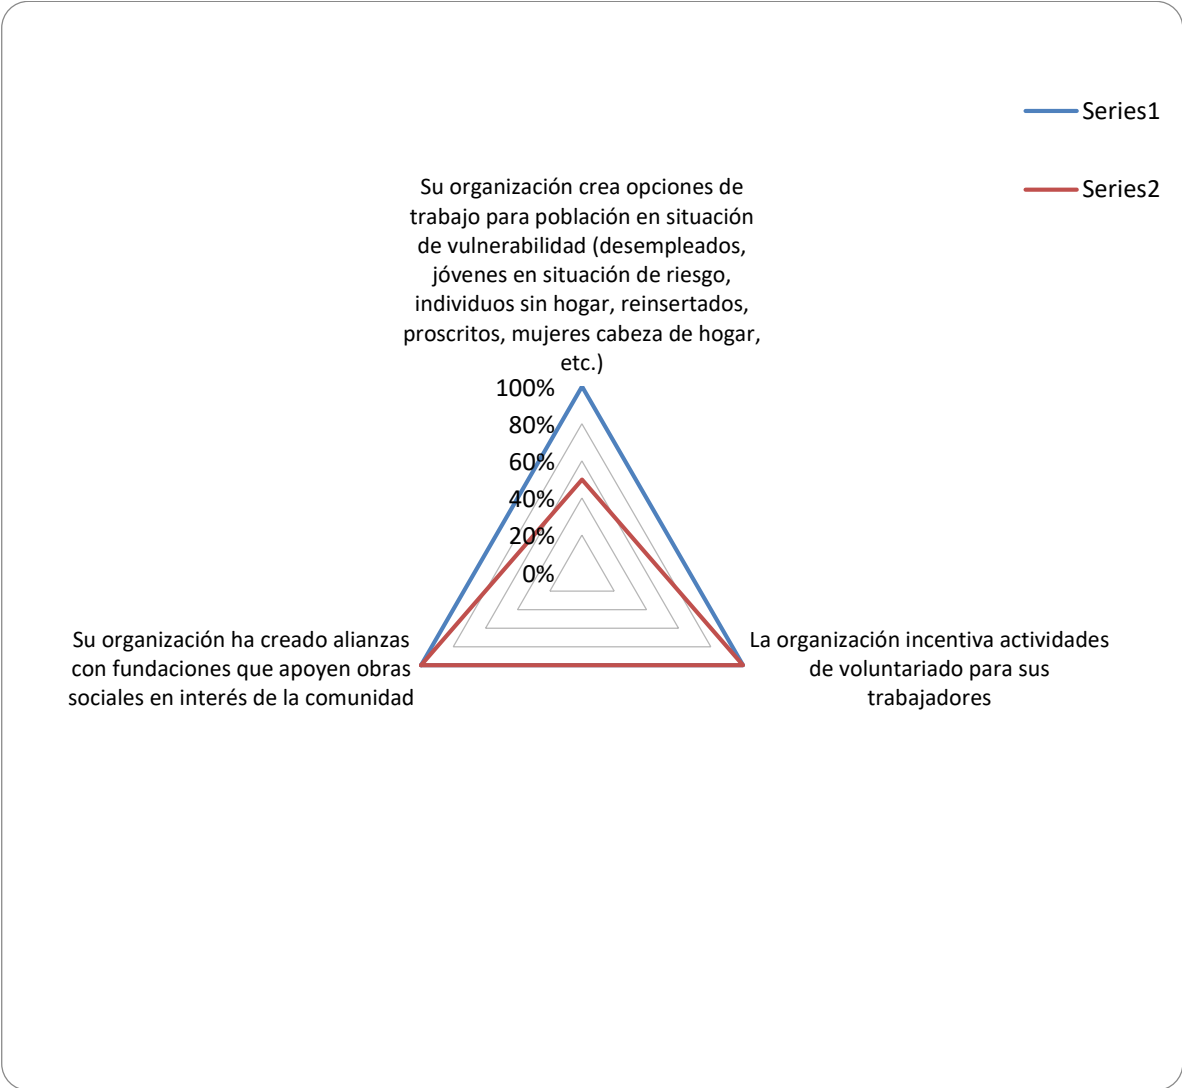 Series1
Series2
Su organización crea opciones de
trabajo para población en situación
de vulnerabilidad (desempleados,
jóvenes en situación de riesgo,
individuos sin hogar, reinsertados,
proscritos, mujeres cabeza de hogar,
etc.)
100%
80%
60%
40%
20%
0%
La organización incentiva actividades
de voluntariado para sus
trabajadores
Su organización ha creado alianzas
con fundaciones que apoyen obras
sociales en interés de la comunidad